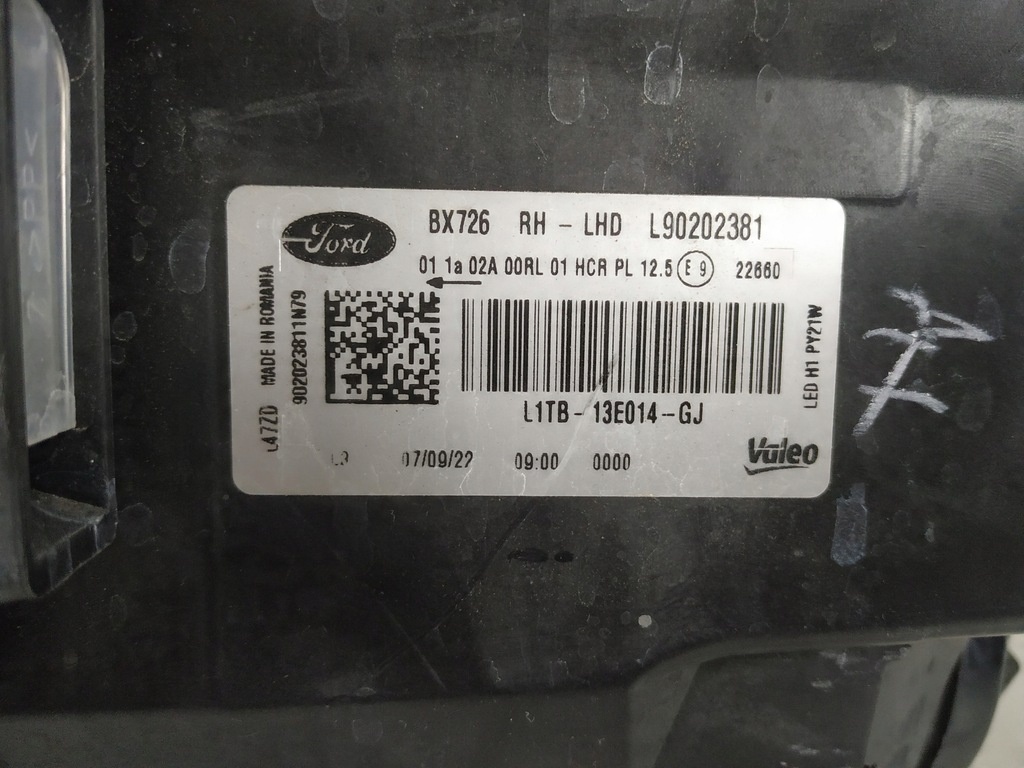 Ford
BX726 RH - LHD L90202381
01 1a 02A 00RL 01 HCR PL 12.5 E 9 22660
MADE IN ROMANIA
902023811N79
L1TB - 13E014 - GJ
LED H1 PY21W
07/09/22 09:00 0000
Valeo